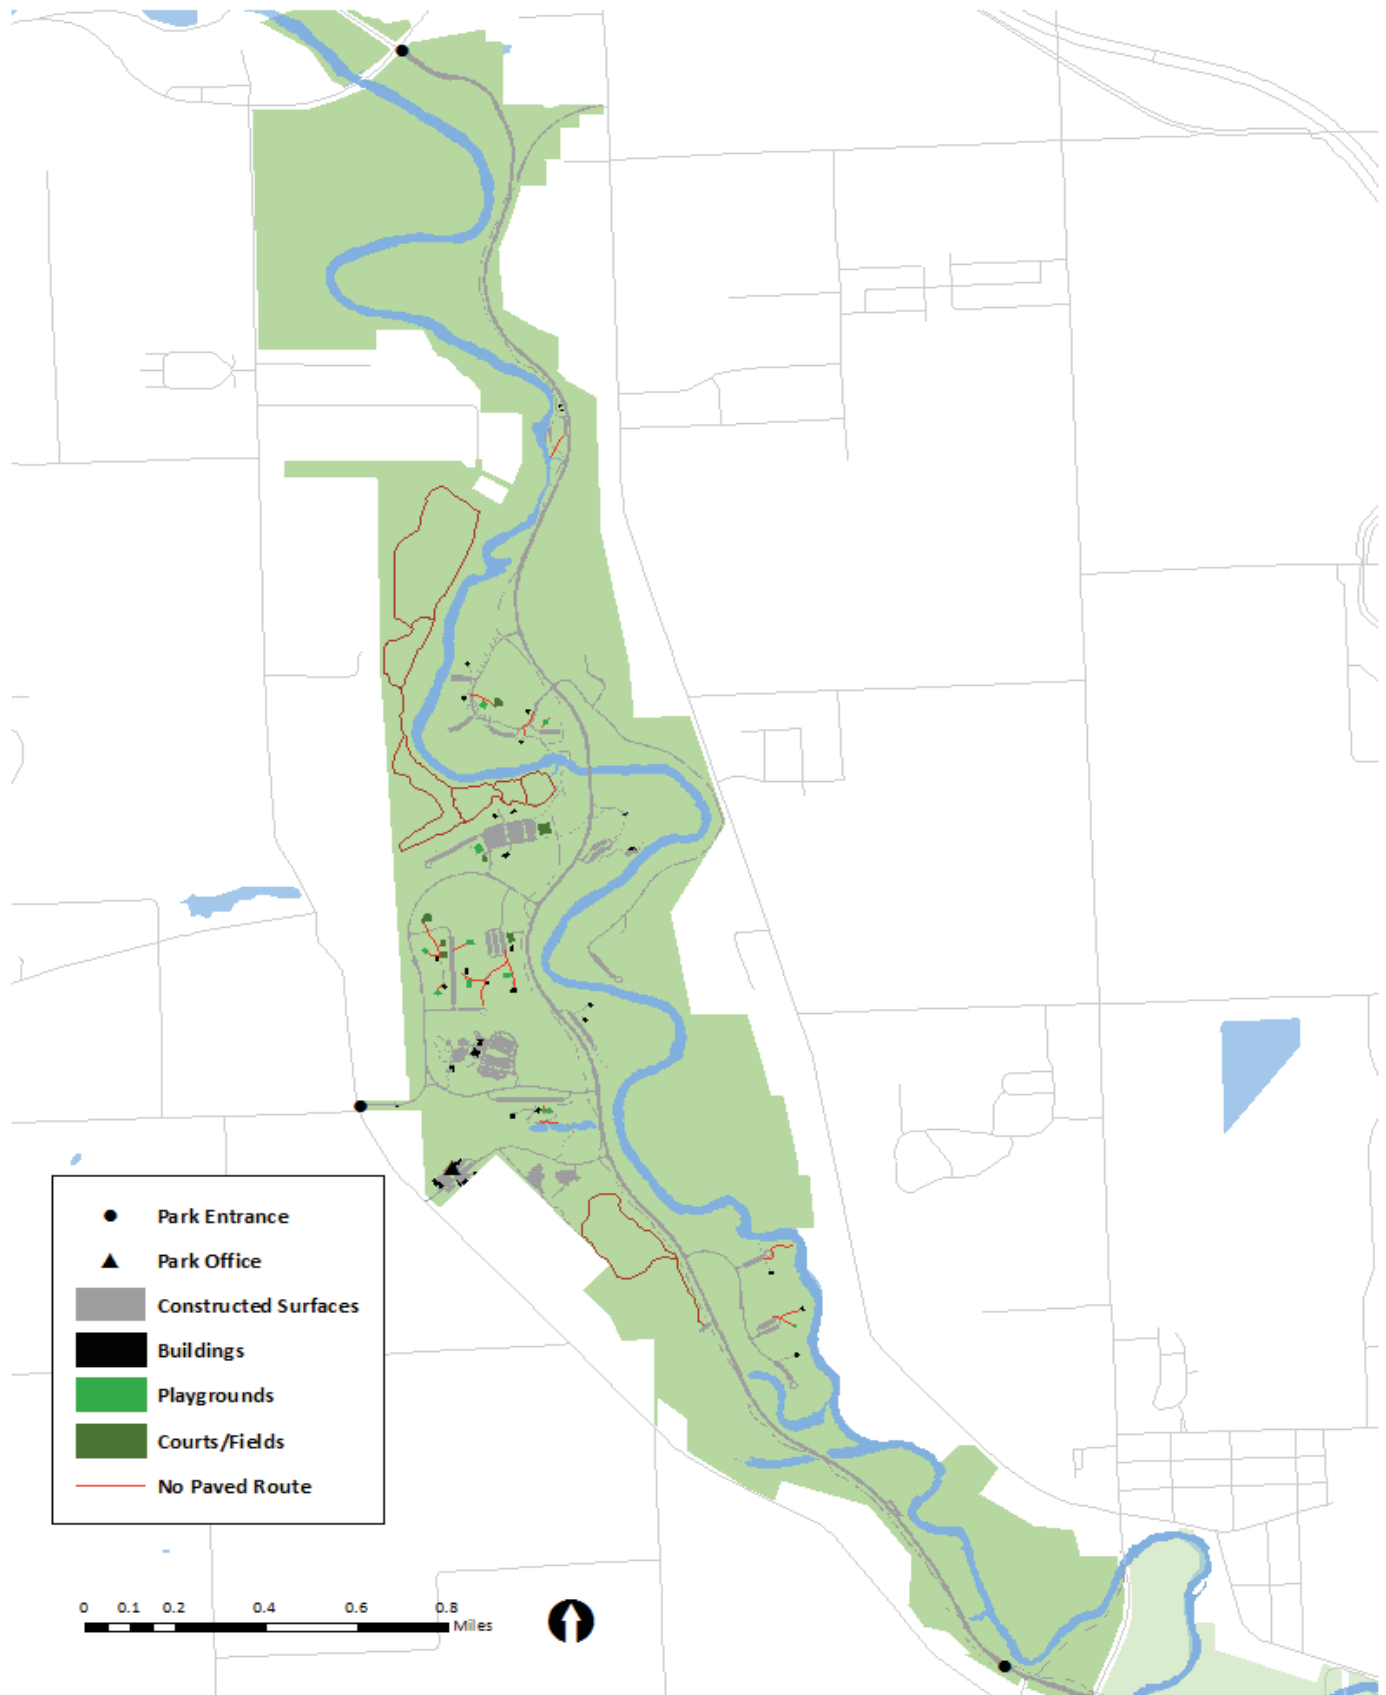 Park Entrance
Park Office
Constructed Surfaces
Buildings
Playgrounds
Courts/Fields
No Paved Route
0 0.1 0.2 0.4 0.6 0.8
Miles